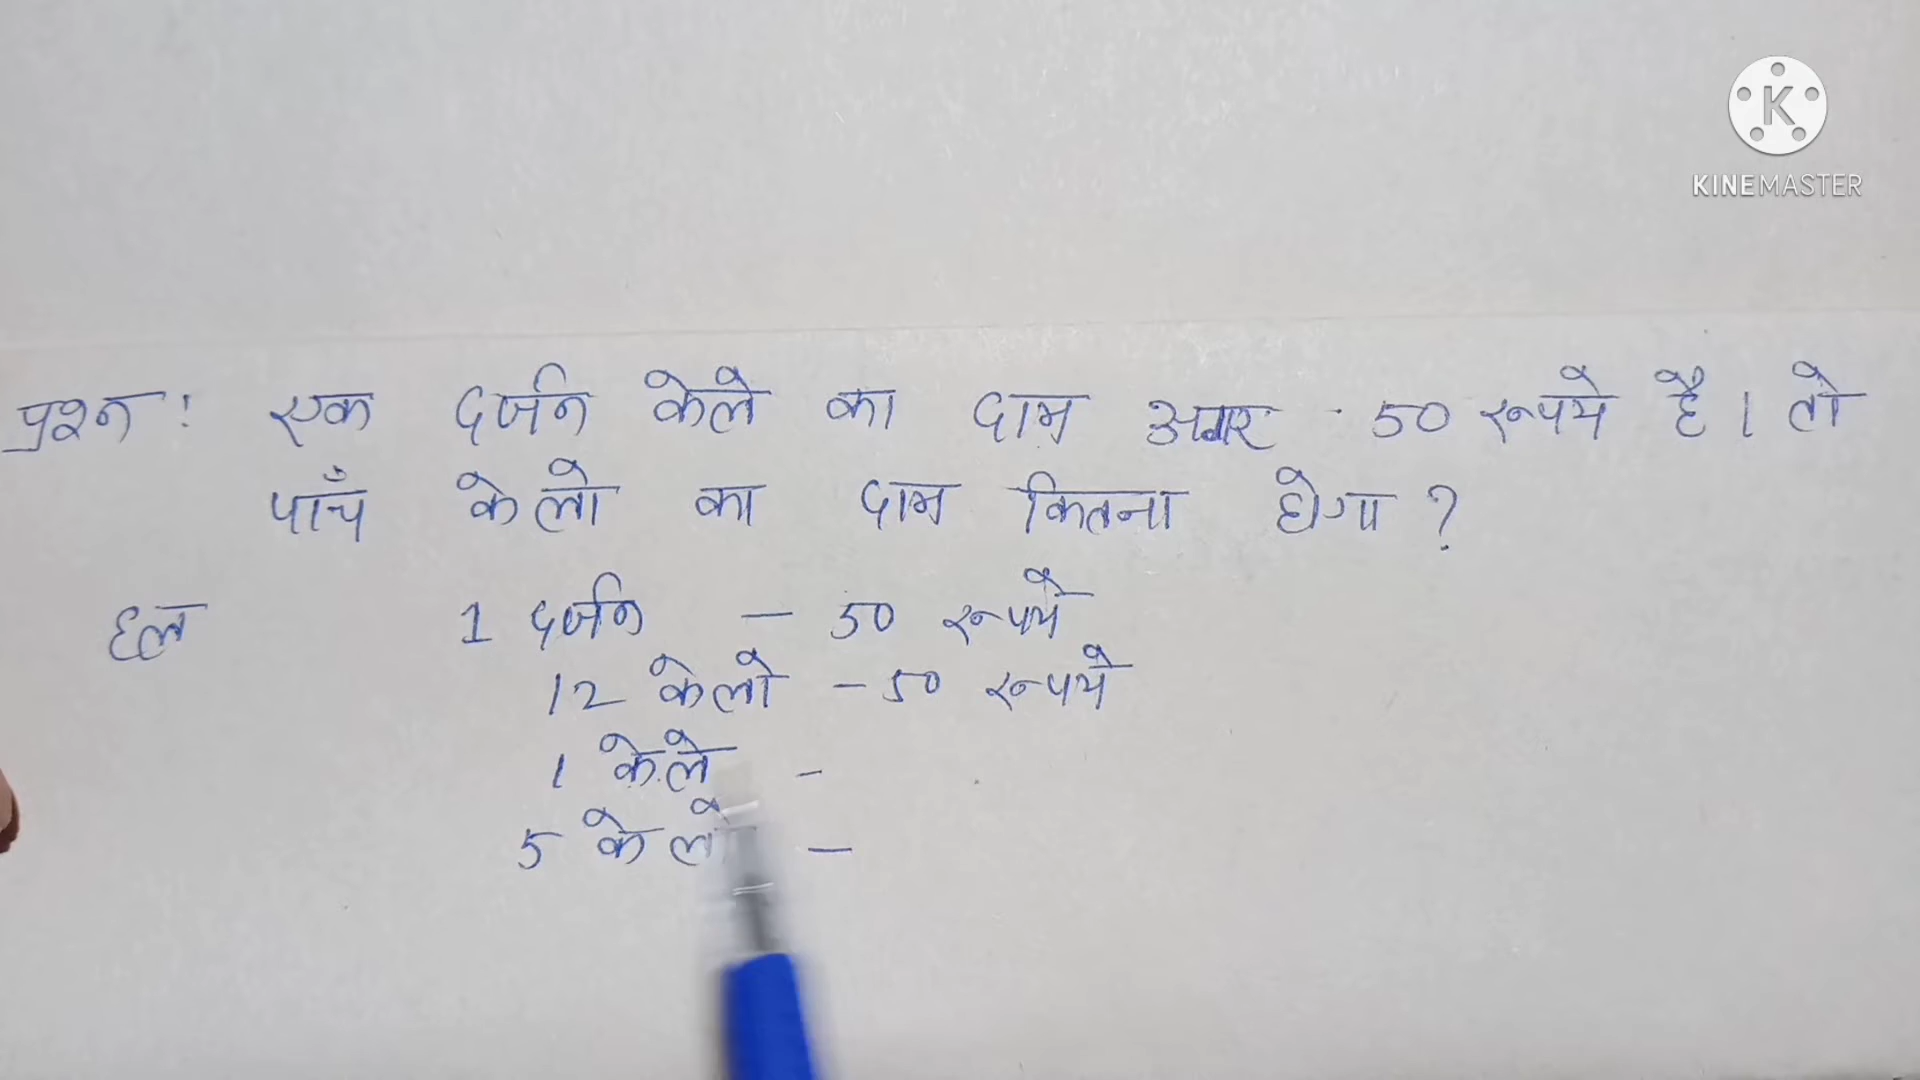 KINEMASTER
प्रश्न: एक दर्जन केले का दाम अगर 50 रूपये है। तो
पाँच केलो का दाम कितना होगा?
हल 1 दर्जन - 50 रूपये
12 केलो - 50 रूपये
1 केले -
5 केलो -